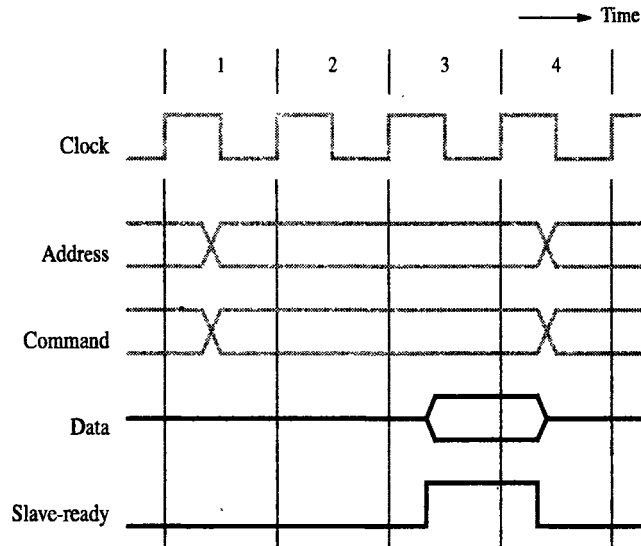 Time
1 2 3 4
Clock
Address
Command
Data
Slave-ready